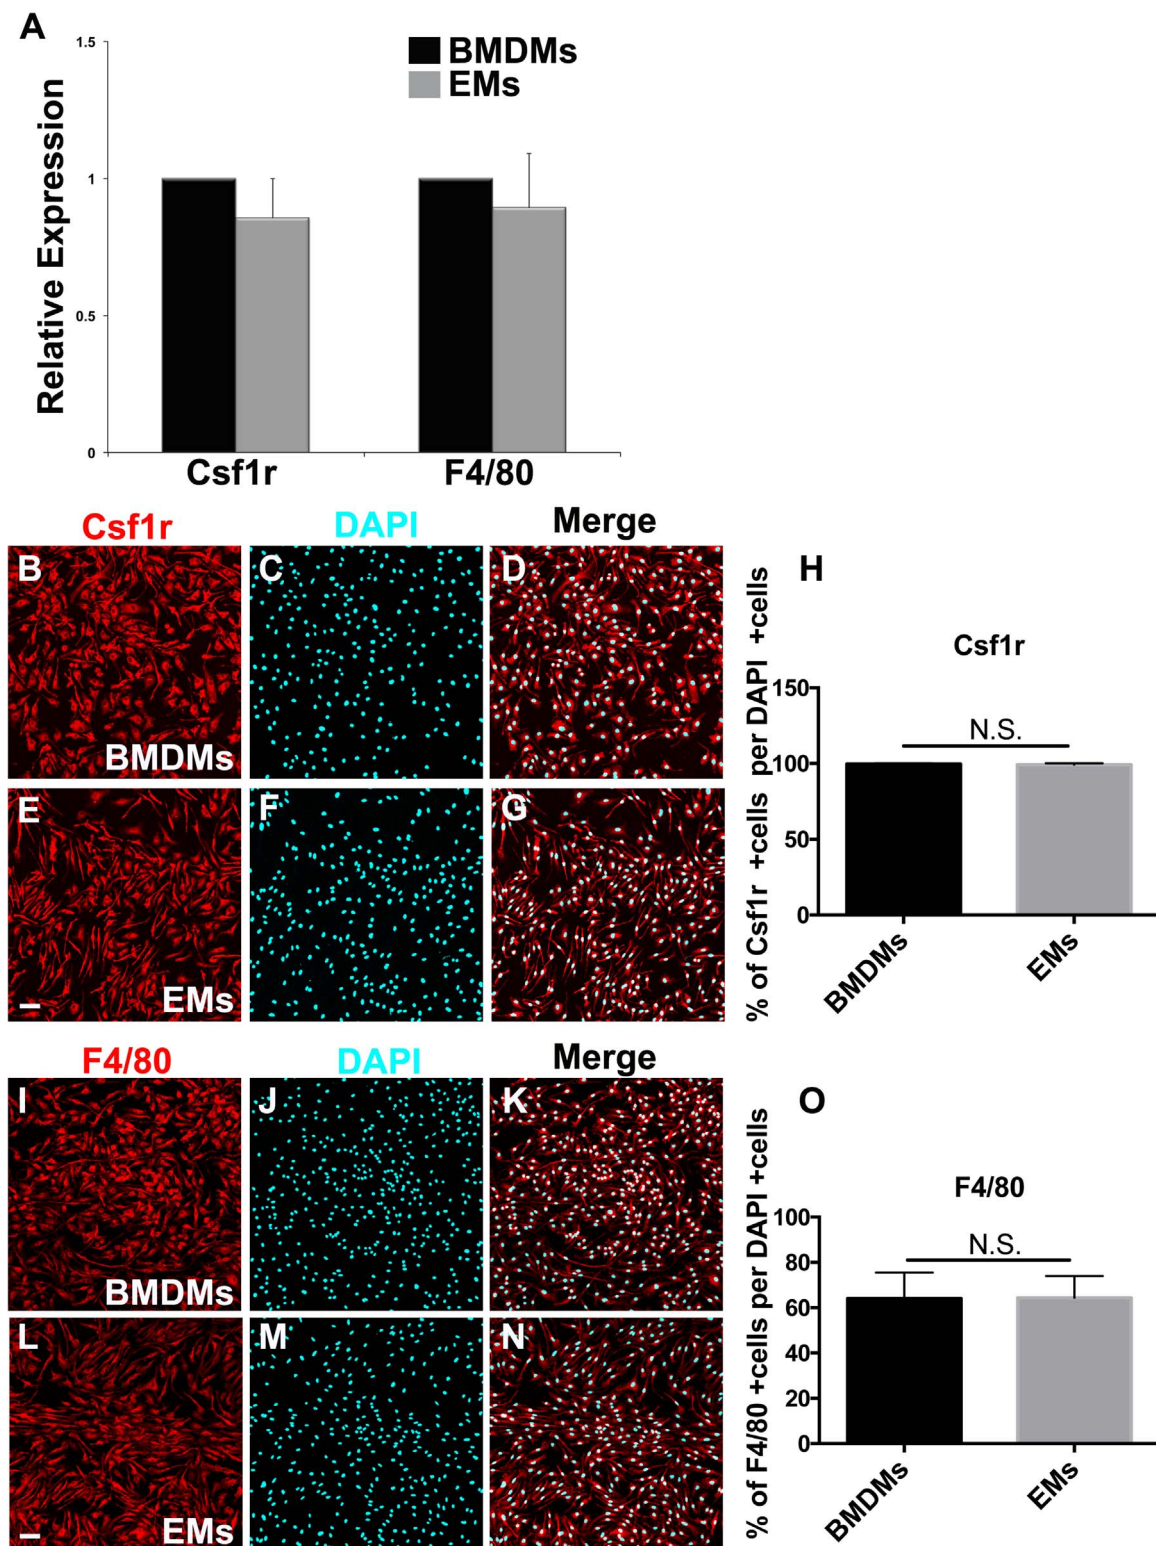 A
1.5
BMDMs
EMs
Relative Expression
1
0.5
0
Csf1r
F4/80
Csf1r
DAPI
Merge
B
C
D
BMDMs
E
F
G
EMs
H
Csf1r
% of Csf1r +cells per DAPI +cells
150
N.S.
100
50
0
BMDMs
EMs
F4/80
DAPI
Merge
I
J
K
BMDMs
L
M
N
EMs
O
F4/80
% of F4/80 +cells per DAPI +cells
100
N.S.
80
60
40
20
0
BMDMs
EMs